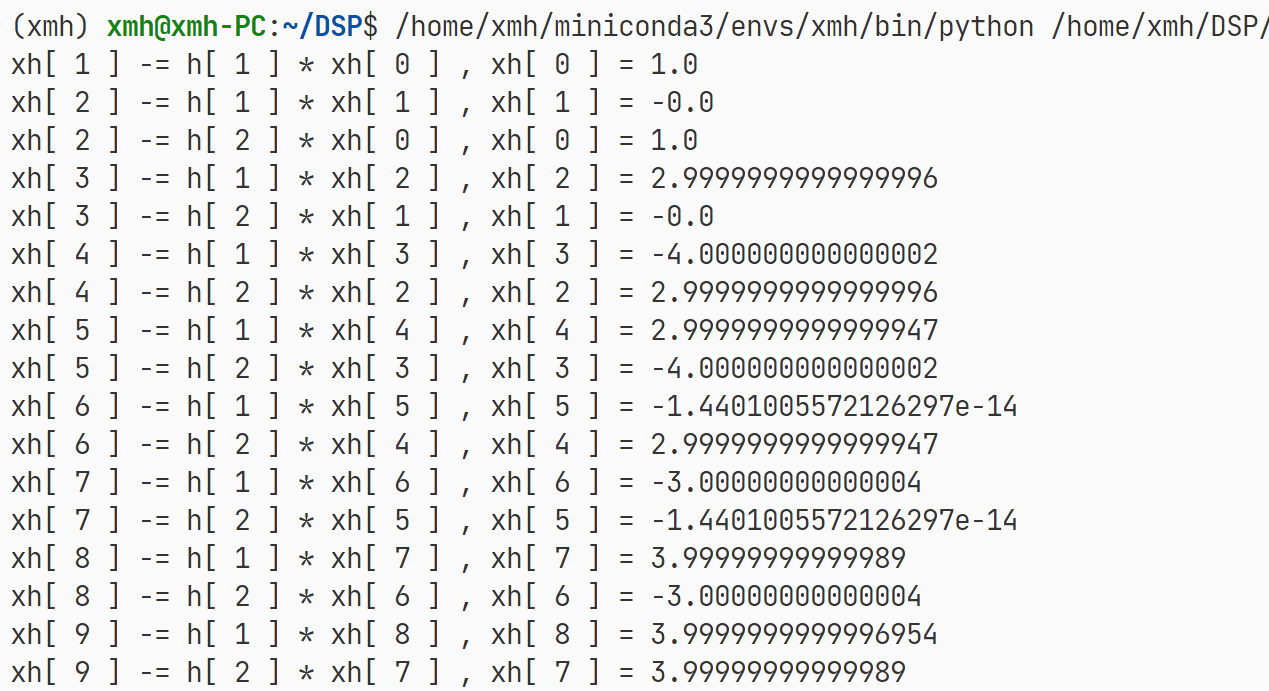 (xmh) xmh@xmh-PC:~/DSP$ /home/xmh/miniconda3/envs/xmh/bin/python /home/xmh/DSP/
xh[ 1 ] -= h[ 1 ] * xh[ 0 ] , xh[ 0 ] = 1.0
xh[ 2 ] -= h[ 1 ] * xh[ 1 ] , xh[ 1 ] = -0.0
xh[ 2 ] -= h[ 2 ] * xh[ 0 ] , xh[ 0 ] = 1.0
xh[ 3 ] -= h[ 1 ] * xh[ 2 ] , xh[ 2 ] = 2.9999999999999996
xh[ 3 ] -= h[ 2 ] * xh[ 1 ] , xh[ 1 ] = -0.0
xh[ 4 ] -= h[ 1 ] * xh[ 3 ] , xh[ 3 ] = -4.000000000000002
xh[ 4 ] -= h[ 2 ] * xh[ 2 ] , xh[ 2 ] = 2.9999999999999996
xh[ 5 ] -= h[ 1 ] * xh[ 4 ] , xh[ 4 ] = 2.9999999999999947
xh[ 5 ] -= h[ 2 ] * xh[ 3 ] , xh[ 3 ] = -4.000000000000002
xh[ 6 ] -= h[ 1 ] * xh[ 5 ] , xh[ 5 ] = -1.4401005572126297e-14
xh[ 6 ] -= h[ 2 ] * xh[ 4 ] , xh[ 4 ] = 2.9999999999999947
xh[ 7 ] -= h[ 1 ] * xh[ 6 ] , xh[ 6 ] = -3.00000000000004
xh[ 7 ] -= h[ 2 ] * xh[ 5 ] , xh[ 5 ] = -1.4401005572126297e-14
xh[ 8 ] -= h[ 1 ] * xh[ 7 ] , xh[ 7 ] = 3.99999999999989
xh[ 8 ] -= h[ 2 ] * xh[ 6 ] , xh[ 6 ] = -3.00000000000004
xh[ 9 ] -= h[ 1 ] * xh[ 8 ] , xh[ 8 ] = 3.9999999999996954
xh[ 9 ] -= h[ 2 ] * xh[ 7 ] , xh[ 7 ] = 3.99999999999989